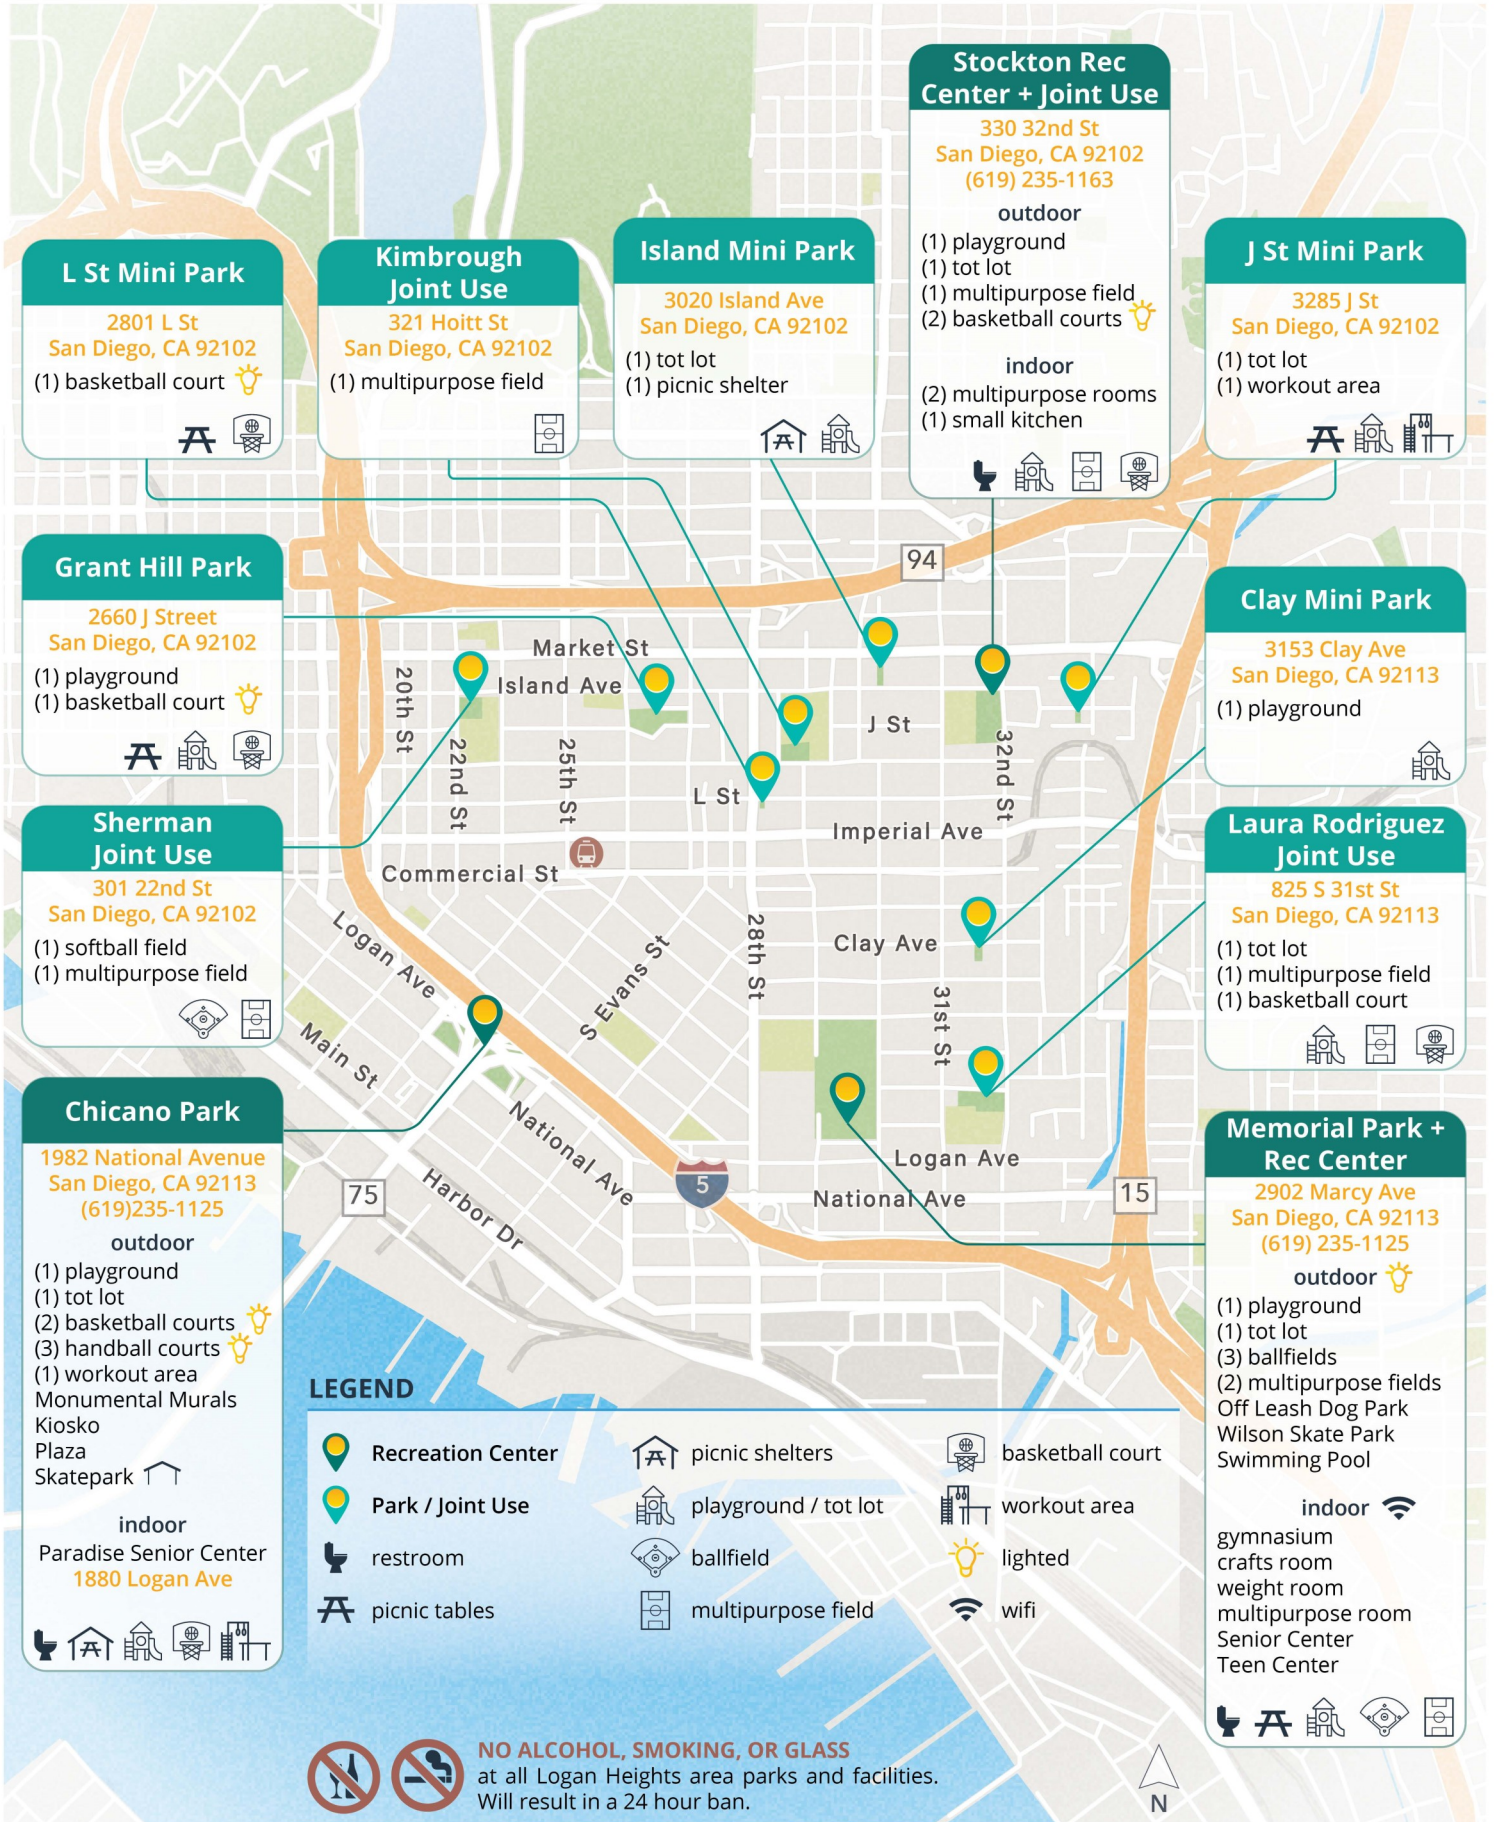 Stockton Rec
Center + Joint Use
330 32nd St
San Diego, CA 92102
(619) 235-1163
outdoor
(1) playground
(1) tot lot
(1) multipurpose field
(2) basketball courts
indoor
(2) multipurpose rooms
(1) small kitchen
L St Mini Park
2801 L St
San Diego, CA 92102
(1) basketball court
Kimbrough
Joint Use
321 Hoitt St
San Diego, CA 92102
(1) multipurpose field
Island Mini Park
3020 Island Ave
San Diego, CA 92102
(1) tot lot
(1) picnic shelter
J St Mini Park
3285 J St
San Diego, CA 92102
(1) tot lot
(1) workout area
Grant Hill Park
2660 J Street
San Diego, CA 92102
(1) playground
(1) basketball court
Clay Mini Park
3153 Clay Ave
San Diego, CA 92113
(1) playground
Sherman
Joint Use
301 22nd St
San Diego, CA 92102
(1) softball field
(1) multipurpose field
Laura Rodriguez
Joint Use
825 S 31st St
San Diego, CA 92113
(1) tot lot
(1) multipurpose field
(1) basketball court
Chicano Park
1982 National Avenue
San Diego, CA 92113
(619)235-1125
outdoor
(1) playground
(1) tot lot
(2) basketball courts
(3) handball courts
(1) workout area
Monumental Murals
Kiosko
Plaza
Skatepark
indoor
Paradise Senior Center
1880 Logan Ave
Memorial Park +
Rec Center
2902 Marcy Ave
San Diego, CA 92113
(619) 235-1125
outdoor
(1) playground
(1) tot lot
(3) ballfields
(2) multipurpose fields
Off Leash Dog Park
Wilson Skate Park
Swimming Pool
indoor
gymnasium
crafts room
weight room
multipurpose room
Senior Center
Teen Center
94
Market St
Island Ave
20th St
22nd St
25th St
J St
32nd St
L St
Imperial Ave
Commercial St
Logan Ave
S Evans St
28th St
Clay Ave
31st St
Main St
National Ave
Harbor Dr
75
5
Logan Ave
National Ave
15
LEGEND
Recreation Center
Park / Joint Use
restroom
picnic tables
picnic shelters
playground / tot lot
ballfield
multipurpose field
basketball court
workout area
lighted
wifi
NO ALCOHOL, SMOKING, OR GLASS
at all Logan Heights area parks and facilities.
Will result in a 24 hour ban.
N